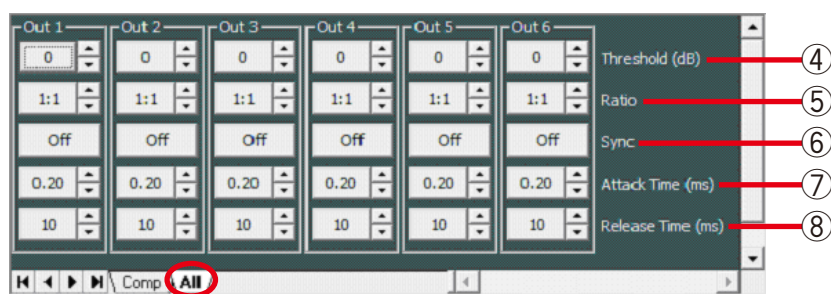 Out 1 Out 2 Out 3 Out 4 Out 5 Out 6
0 0 0 0 0 0 Threshold (dB) ④
1:1 1:1 1:1 1:1 1:1 1:1 Ratio ⑤
Off Off Off Off Off Off Sync ⑥
0.20 0.20 0.20 0.20 0.20 0.20 Attack Time (ms) ⑦
10 10 10 10 10 10 Release Time (ms) ⑧
Comp All